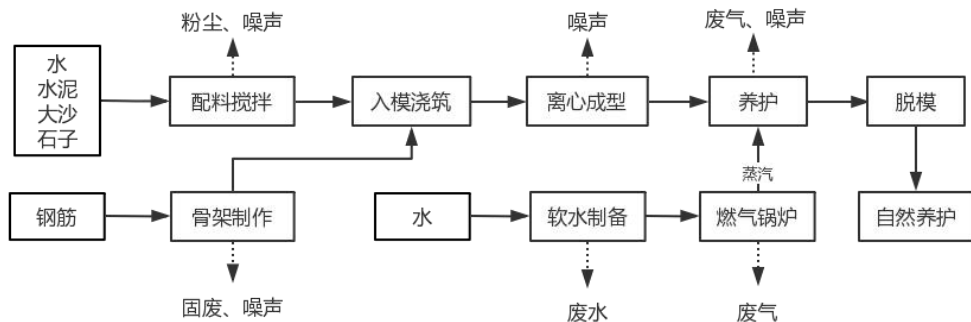 粉尘、噪声
噪声
废气、噪声
水
水泥
大沙
石子
配料搅拌
入模浇筑
离心成型
养护
脱模
蒸汽
钢筋
骨架制作
水
软水制备
燃气锅炉
自然养护
固废、噪声
废水
废气